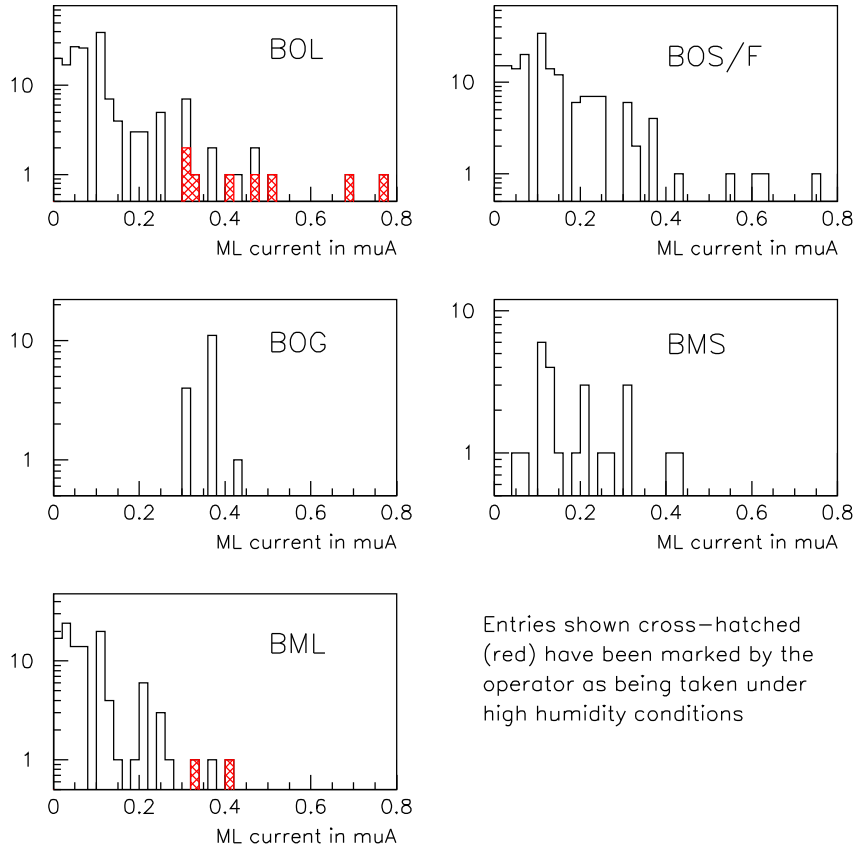 BOL
10
1
0 0.2 0.4 0.6 0.8
ML current in muA
BOS/F
10
1
0 0.2 0.4 0.6 0.8
ML current in muA
BOG
10
1
0 0.2 0.4 0.6 0.8
ML current in muA
BMS
10
1
0 0.2 0.4 0.6 0.8
ML current in muA
BML
10
1
0 0.2 0.4 0.6 0.8
ML current in muA
Entries shown cross-hatched
(red) have been marked by the
operator as being taken under
high humidity conditions